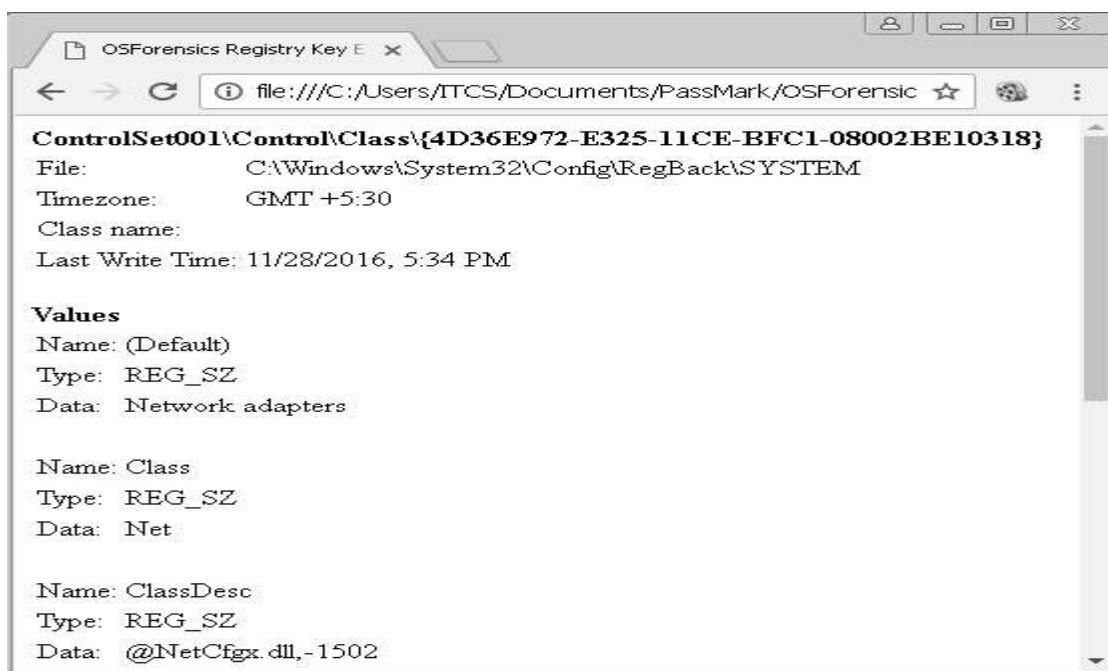 OSForensics Registry Key E
file:///C:/Users/ITCS/Documents/PassMark/OSForensic
ControlSet001\Control\Class\{4D36E972-E325-11CE-BFC1-08002BE10318}
File: C:\Windows\System32\Config\RegBack\SYSTEM
Timezone: GMT +5:30
Class name:
Last Write Time: 11/28/2016, 5:34 PM
Values
Name: (Default)
Type: REG_SZ
Data: Network adapters
Name: Class
Type: REG_SZ
Data: Net
Name: ClassDesc
Type: REG_SZ
Data: @NetCfgx.dll,-1502